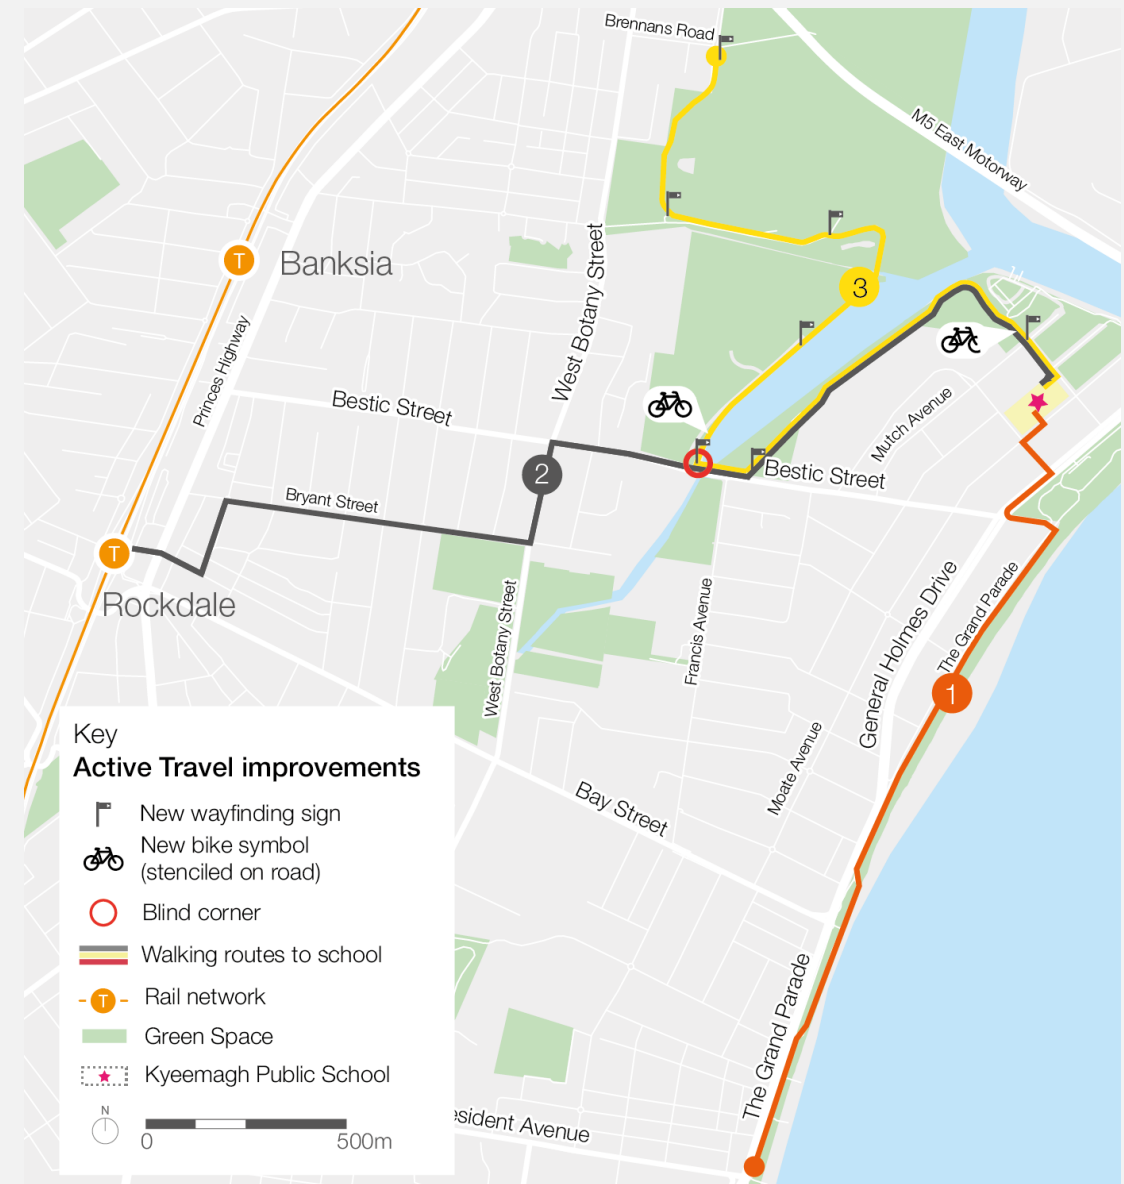 Brennans Road
M5 East Motorway
T
Banksia
West Botany Street
3
Princes Highway
Bestic Street
Mutch Avenue
2
Bestic Street
Bryant Street
T
Rockdale
General Holmes Drive
The Grand Parade
Francis Avenue
West Botany Street
1
Moate Avenue
Bay Street
The Grand Parade
esident Avenue
Key
Active Travel improvements
New wayfinding sign
New bike symbol
(stenciled on road)
Blind corner
Walking routes to school
T
Rail network
Green Space
Kyeemagh Public School
N
0
500m